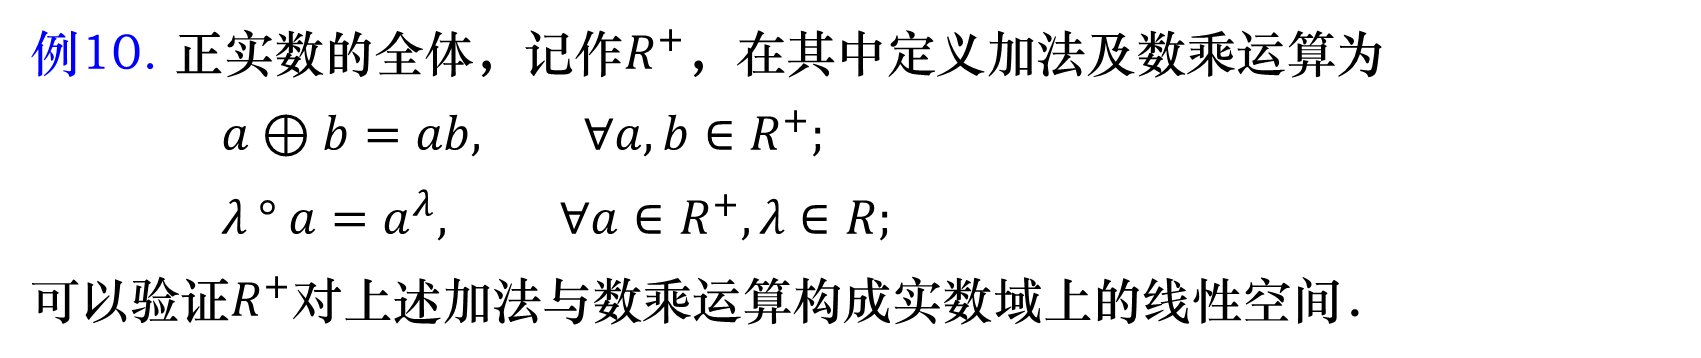 例10. 正实数的全体，记作R⁺，在其中定义加法及数乘运算为
a ⊕ b = ab, ∀a, b ∈ R⁺;
λ ∘ a = a^λ, ∀a ∈ R⁺, λ ∈ R;
可以验证R⁺对上述加法与数乘运算构成实数域上的线性空间.